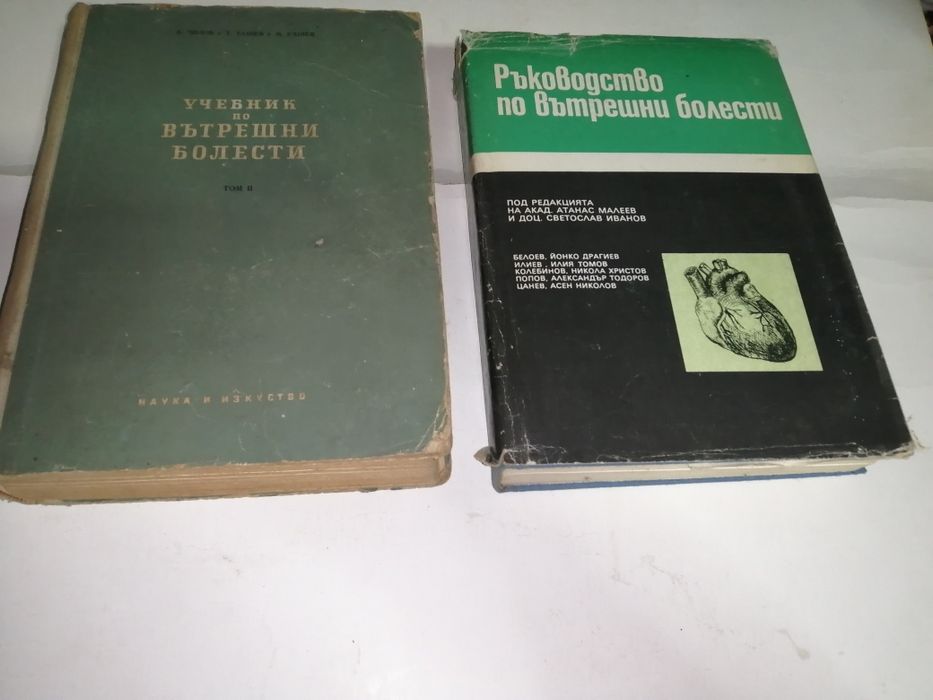 УЧЕБНИК
ПО
ВЪТРЕШНИ
БОЛЕСТИ
ТОМ II
НАУКА И ИЗКУСТВО
Ръководство
по вътрешни болести
ПОД РЕДАКЦИЯТА
НА АКАД. АТАНАС МАЛЕЕВ
И ДОЦ. СВЕТОСЛАВ ИВАНОВ
БЕЛОЕВ, ЙОНКО ДРАГИЕВ
ИЛИЕВ, ИЛИЯ ТОМОВ
КОЛЕБИНОВ, НИКОЛА ХРИСТОВ
ПОПОВ, АЛЕКСАНДЪР ТОДОРОВ
ЦАНЕВ, АСЕН НИКОЛОВ